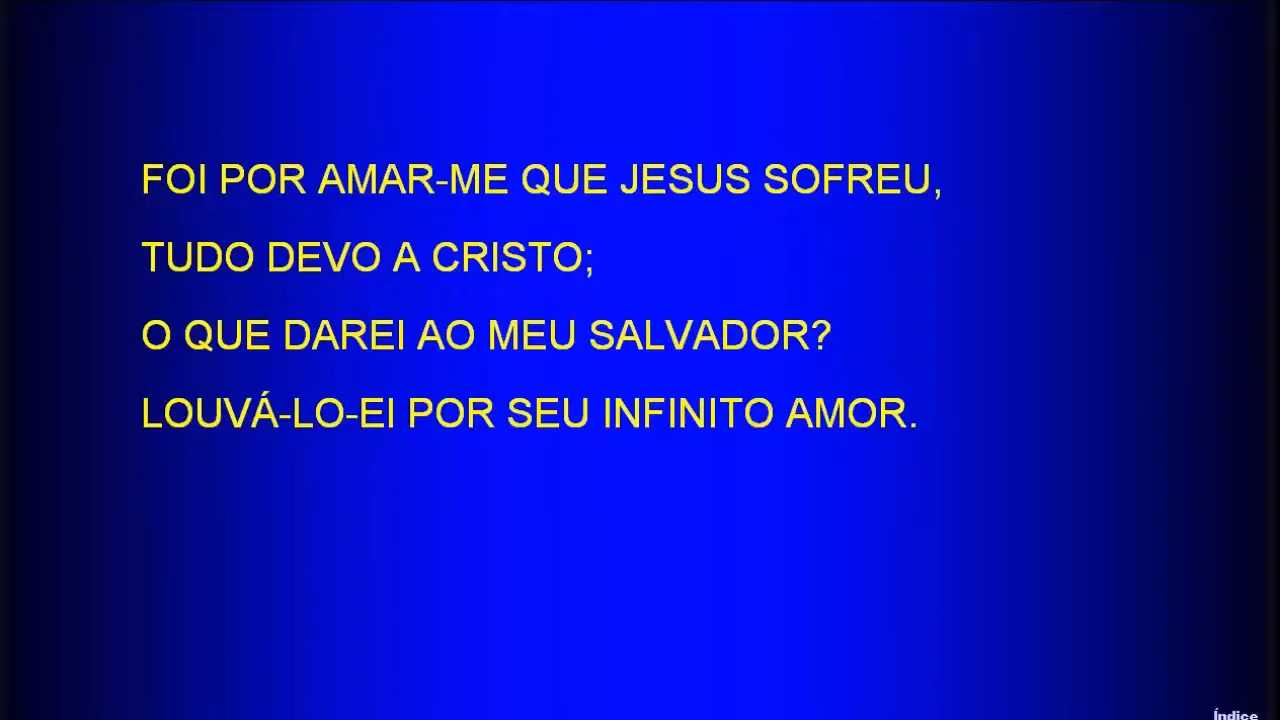 FOI POR AMAR-ME QUE JESUS SOFREU,
TUDO DEVO A CRISTO;
O QUE DAREI AO MEU SALVADOR?
LOUVÁ-LO-EI POR SEU INFINITO AMOR.
Índice